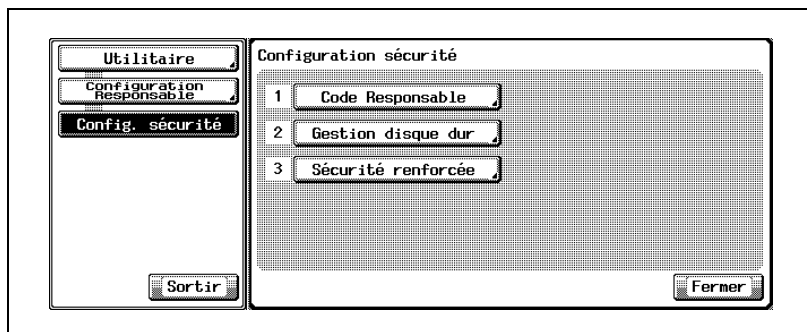 Utilitaire
Configuration
Responsable
Config. sécurité
Sortir
Configuration sécurité
1 Code Responsable
2 Gestion disque dur
3 Sécurité renforcée
Fermer